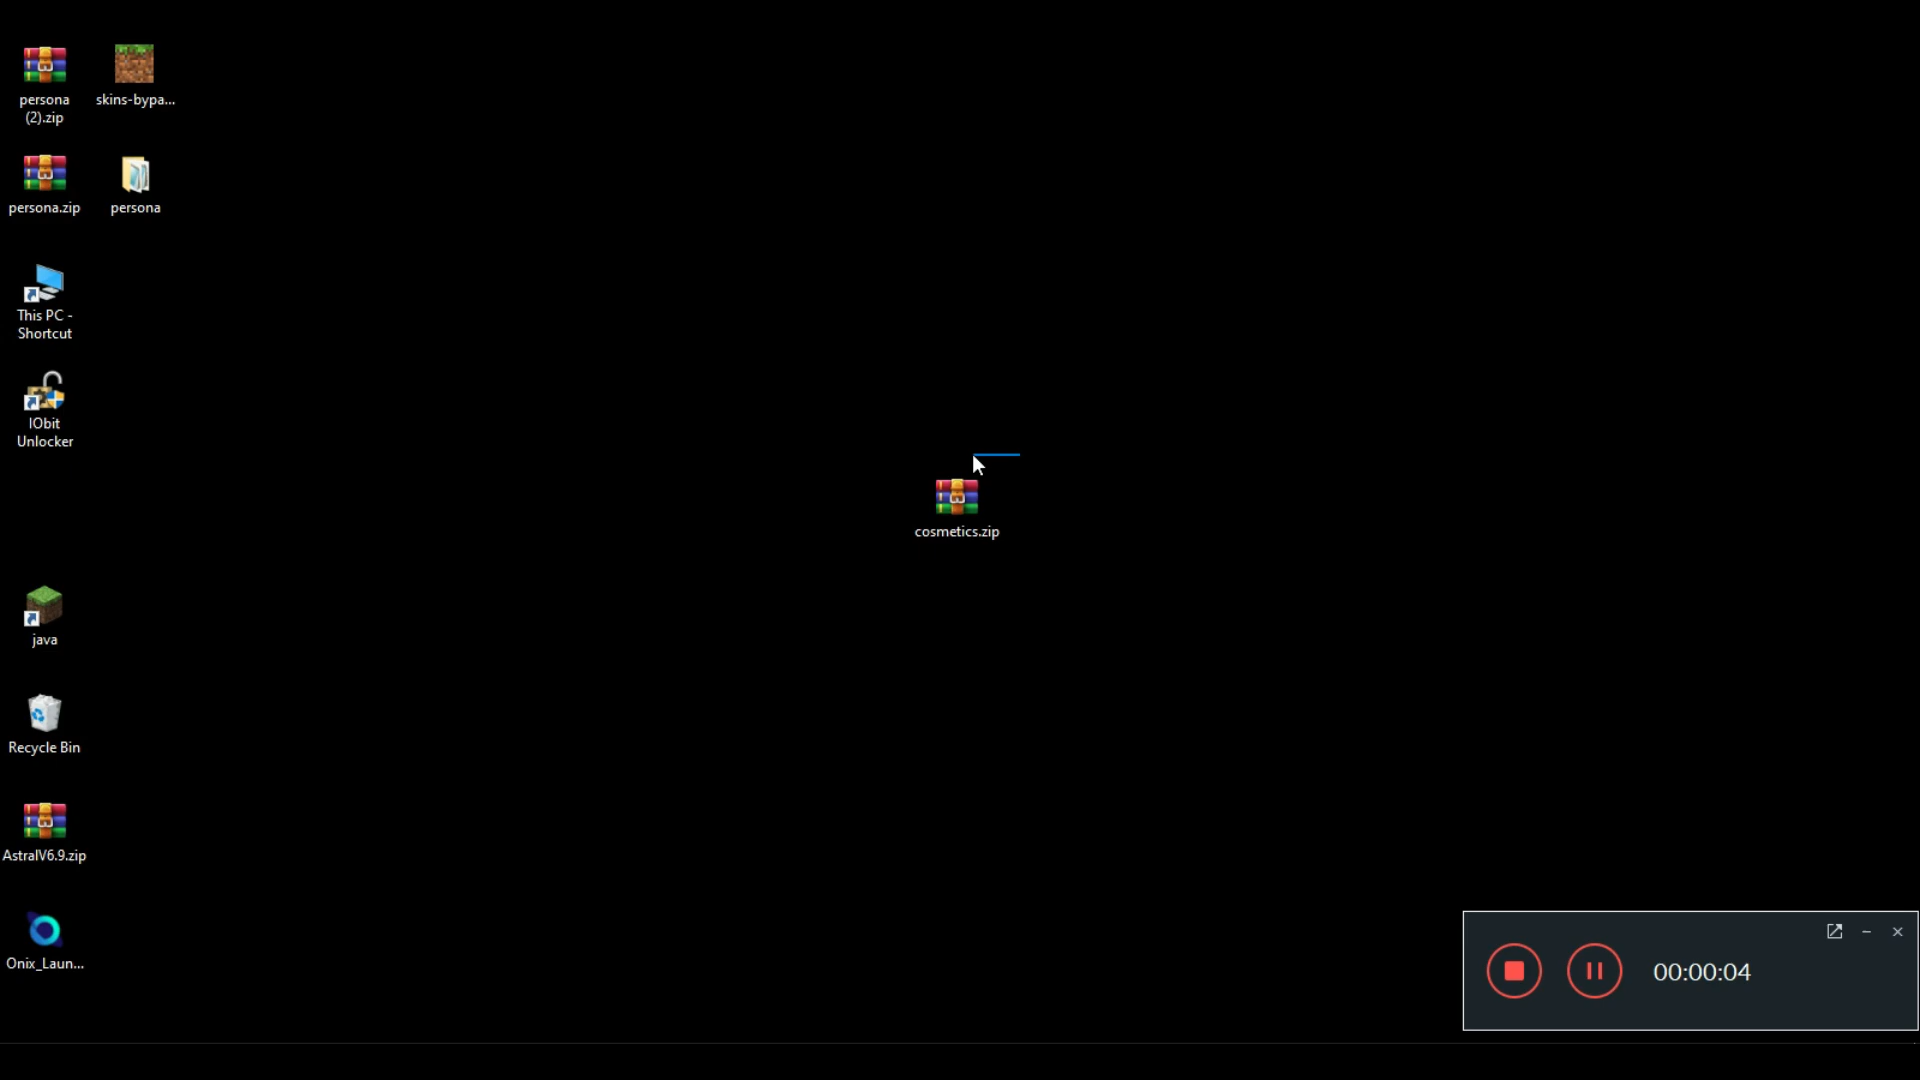 persona
(2).zip
skins-bypa...
persona.zip
persona
This PC -
Shortcut
IObit
Unlocker
cosmetics.zip
java
Recycle Bin
AstralV6.9.zip
Onix_Laun...
00:00:04